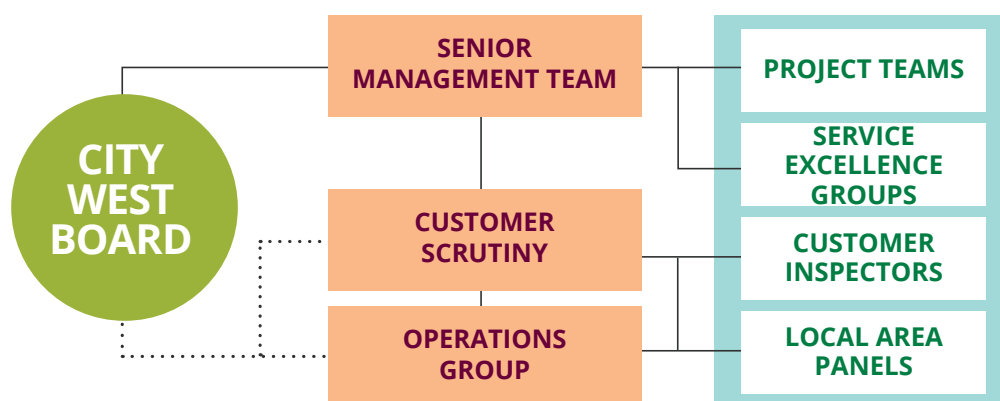 CITY
WEST
BOARD
SENIOR
MANAGEMENT TEAM
CUSTOMER
SCRUTINY
OPERATIONS
GROUP
PROJECT TEAMS
SERVICE
EXCELLENCE
GROUPS
CUSTOMER
INSPECTORS
LOCAL AREA
PANELS